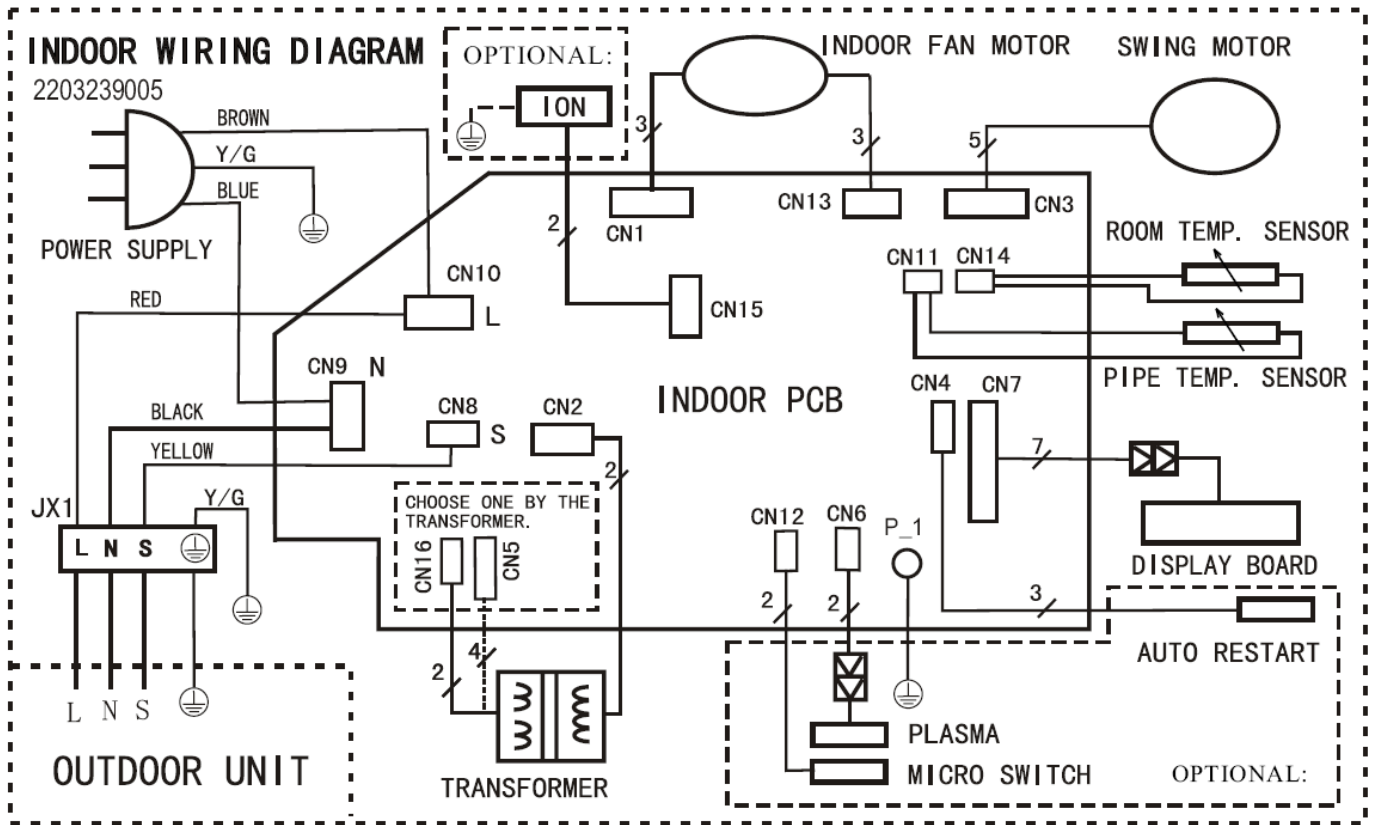 INDOOR WIRING DIAGRAM
2203239005
OPTIONAL:
ION
INDOOR FAN MOTOR
SWING MOTOR
BROWN
Y/G
BLUE
POWER SUPPLY
3
3
5
2
CN1
CN13
CN3
ROOM TEMP. SENSOR
CN11
CN14
CN10
L
RED
CN15
PIPE TEMP. SENSOR
CN9
N
INDOOR PCB
CN4
CN7
BLACK
CN8
S
CN2
YELLOW
7
2
Y/G
JX1
L N S
CHOOSE ONE BY THE
TRANSFORMER.
CN16
CN5
CN12
CN6
P_1
DISPLAY BOARD
2
2
3
AUTO RESTART
4
2
L N S
OUTDOOR UNIT
TRANSFORMER
PLASMA
MICRO SWITCH
OPTIONAL: